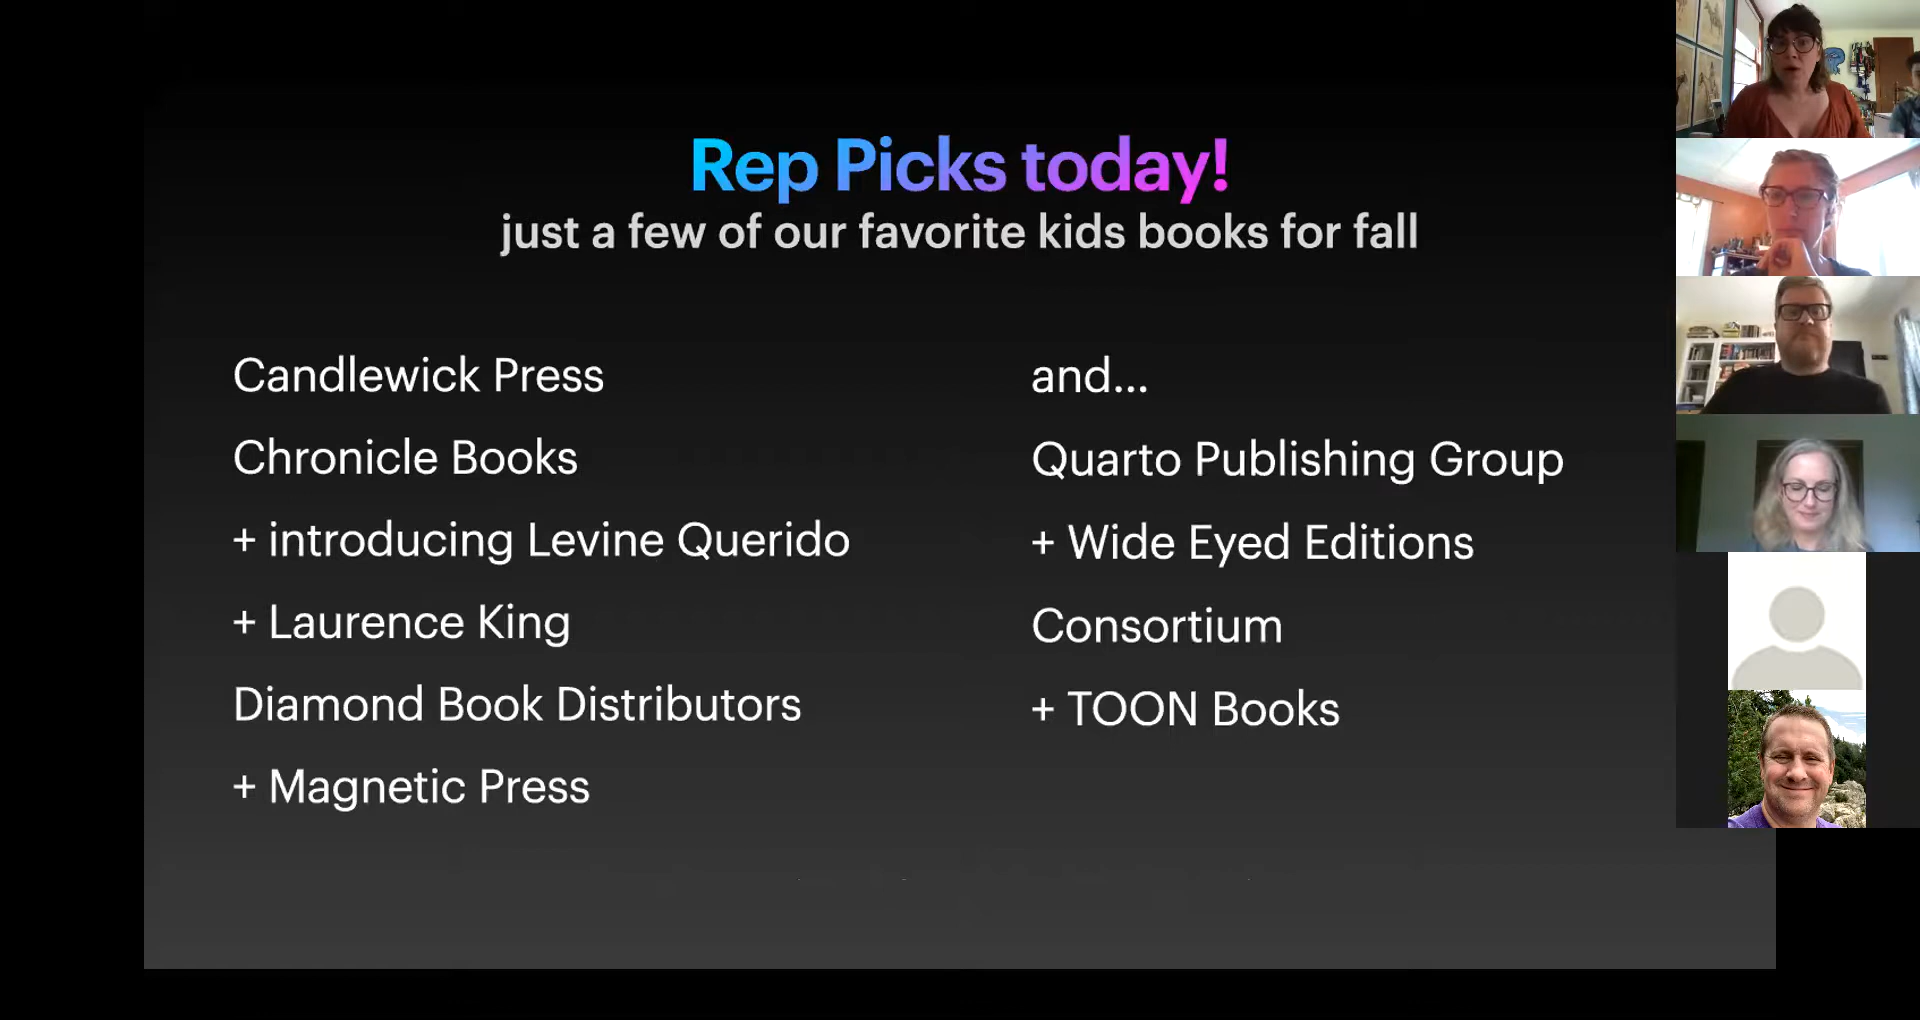 Rep Picks today!
just a few of our favorite kids books for fall
Candlewick Press
Chronicle Books
+ introducing Levine Querido
+ Laurence King
Diamond Book Distributors
+ Magnetic Press
and...
Quarto Publishing Group
+ Wide Eyed Editions
Consortium
+ TOON Books